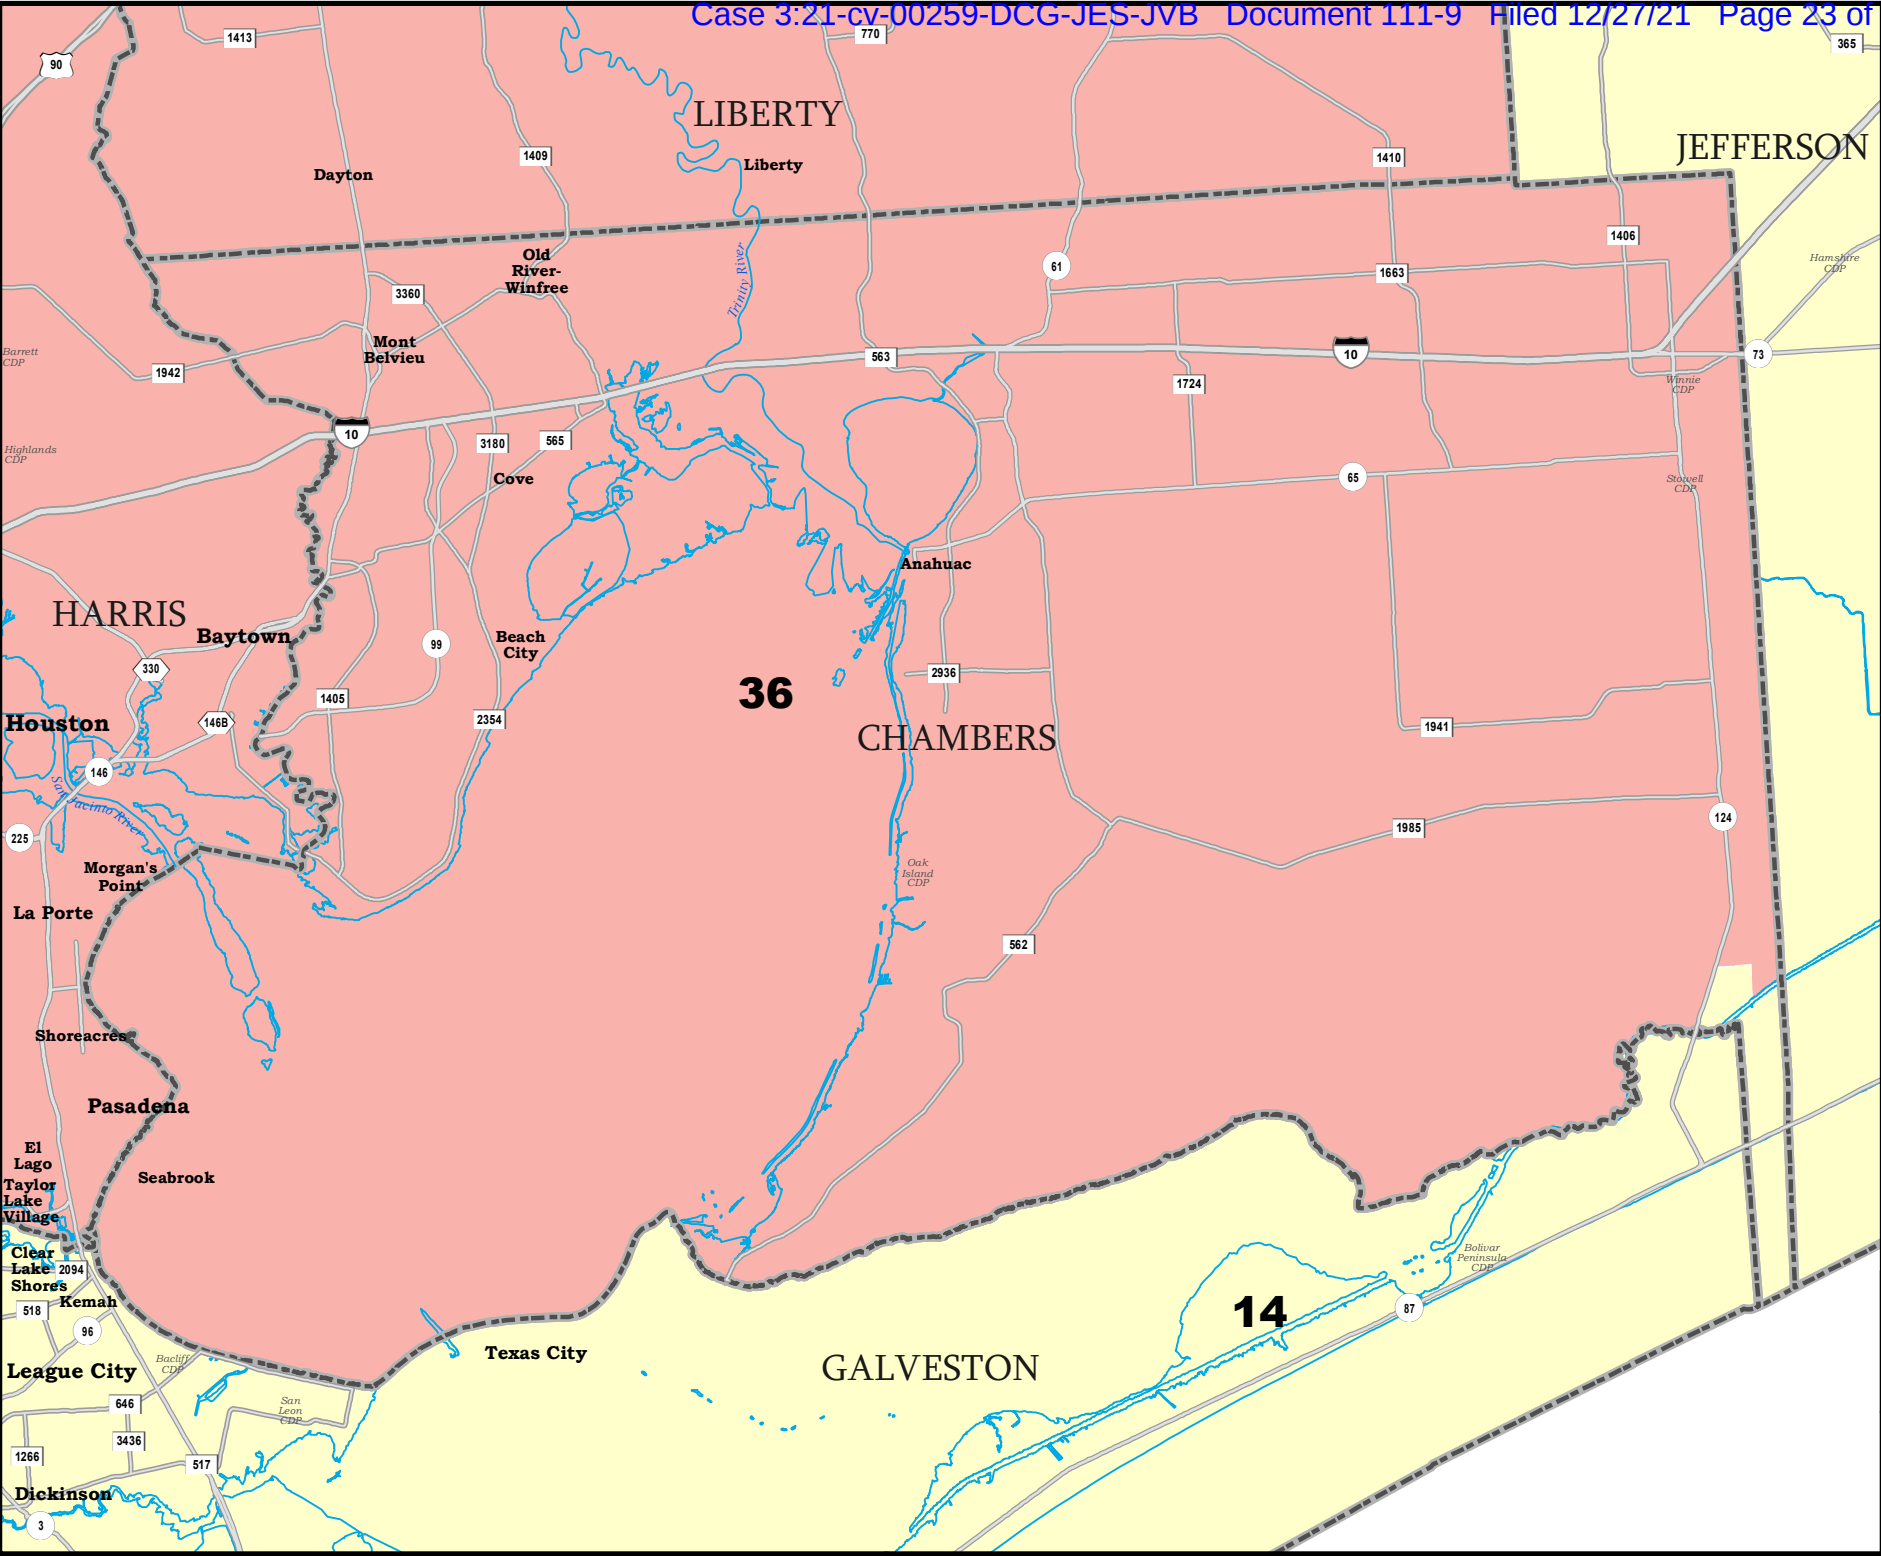 Case 3:21-cv-00259-DCG-JES-JVB Document 111-9 Filed 12/27/21 Page 23 of
90
1413
770
365
LIBERTY
JEFFERSON
Dayton
1409
Liberty
1410
1406
Old
River-
Winfree
Trinity River
61
1663
Hamshire
CDP
3360
Mont
Belvieu
Barrett
CDP
1942
563
10
73
1724
Winnie
CDP
10
3180
565
Highlands
CDP
Cove
65
Stowell
CDP
Anahuac
HARRIS
Baytown
Beach
City
99
330
2936
36
1405
146B
2354
Houston
1941
CHAMBERS
146
San Jacinto River
225
124
1985
Morgan's
Point
Oak
Island
CDP
La Porte
562
Shoreacres
Pasadena
El
Lago
Seabrook
Taylor
Lake
Village
Clear
Lake
Shores
2094
Bolivar
Peninsula
CDP
Kemah
518
96
14
87
Texas City
League City
Bacliff
CDP
GALVESTON
646
San
Leon
CDP
3436
1266
517
Dickinson
3